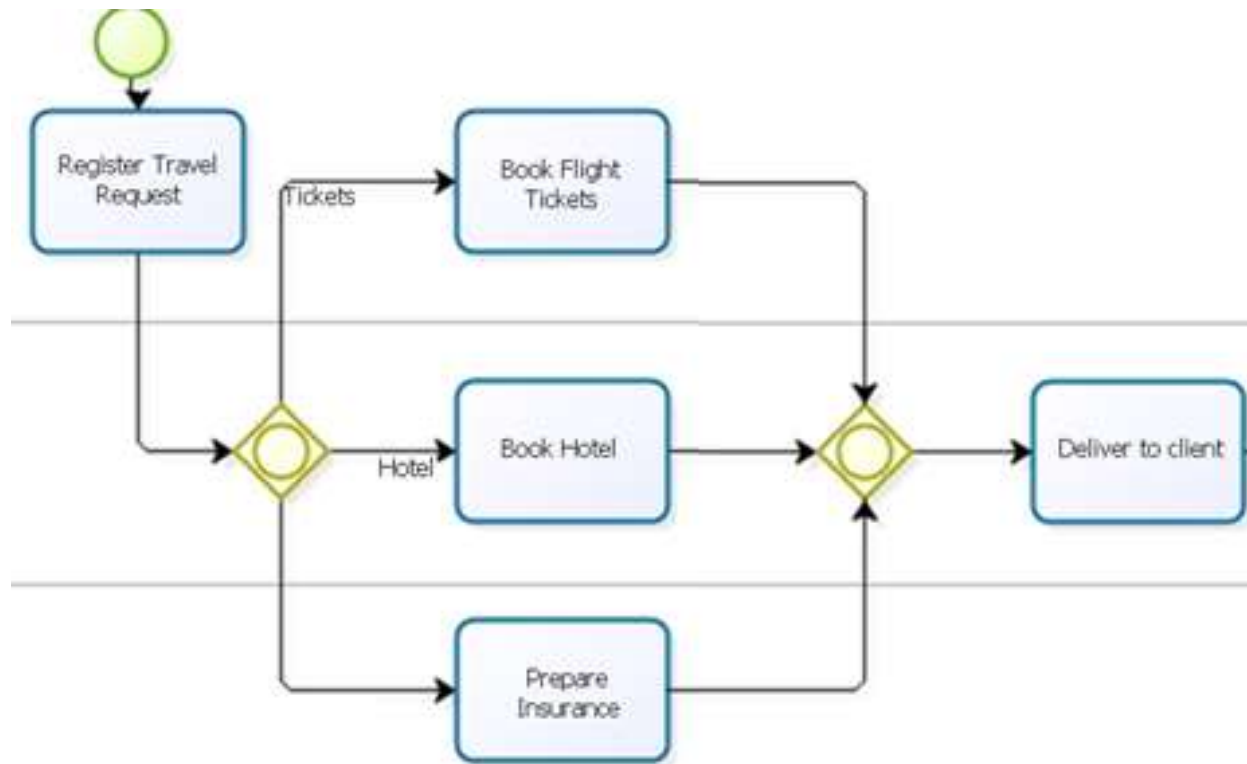 Register Travel
Request
Tickets
Book Flight
Tickets
Hotel
Book Hotel
Deliver to client
Prepare
Insurance